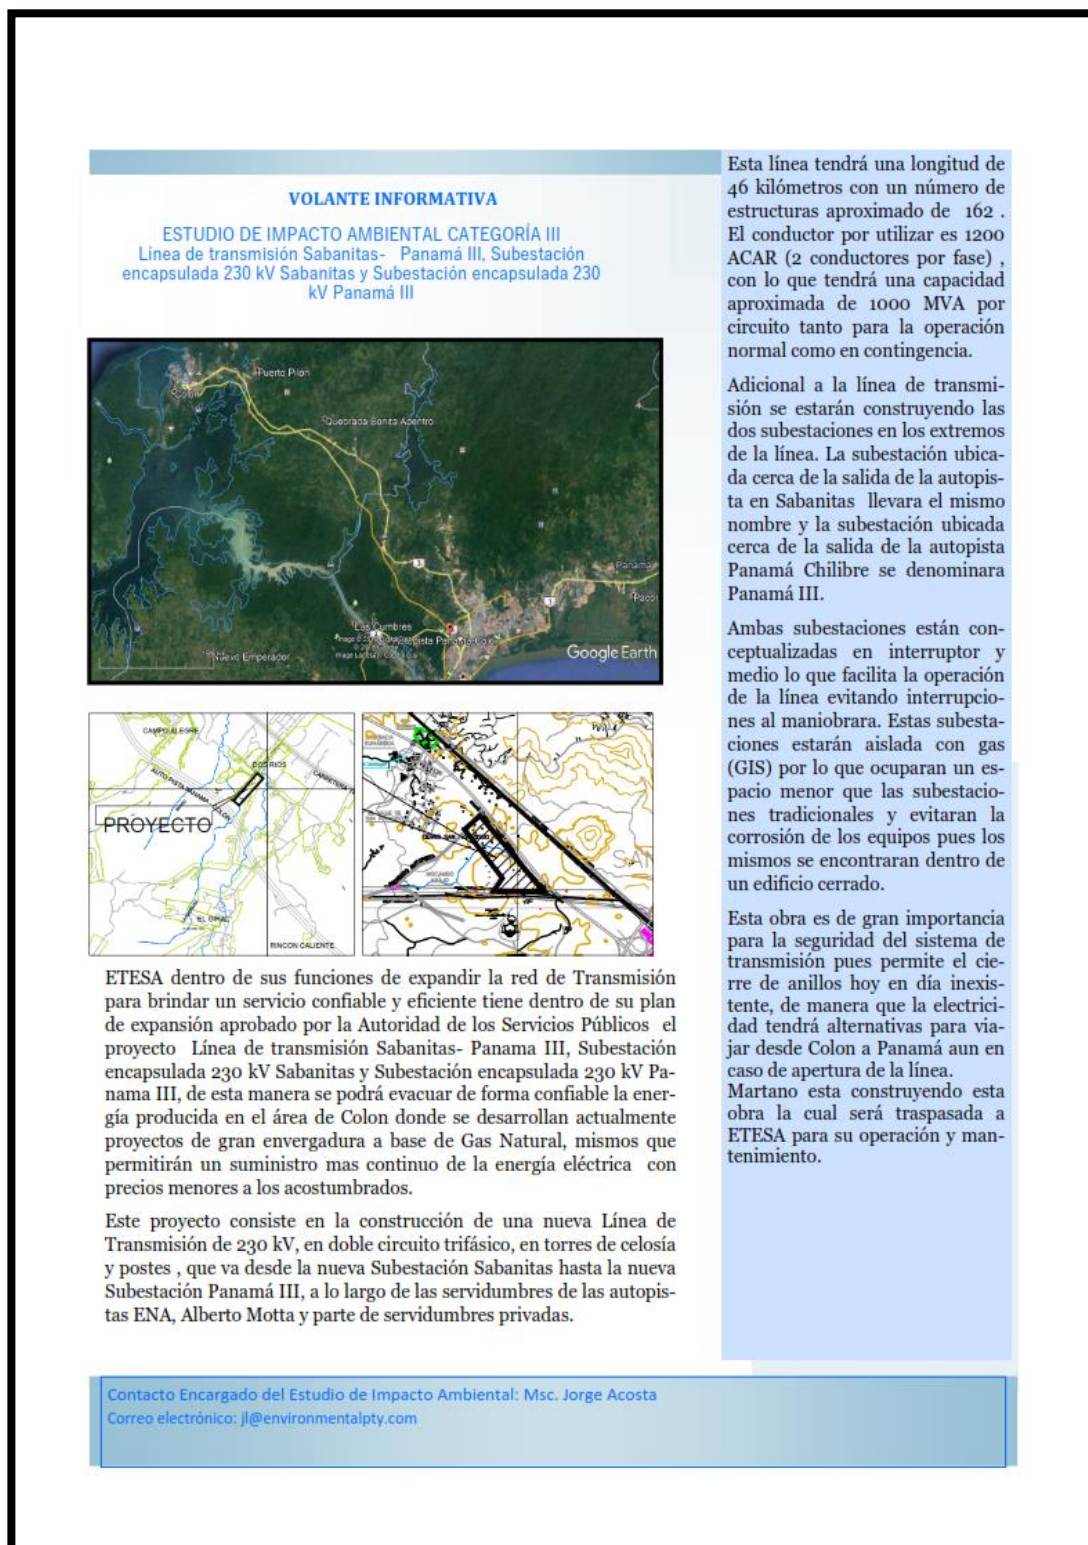 VOLANTE INFORMATIVA
ESTUDIO DE IMPACTO AMBIENTAL CATEGORÍA III
Línea de transmisión Sabanitas- Panamá III, Subestación
encapsulada 230 kV Sabanitas y Subestación encapsulada 230
kV Panamá III
Puerto Pilón
Colón
Quebrada Bonita Adentro
Panamá
Pacor
Las Cumbres
Nuevo Emperador
Google Earth
CAMPO ALEGRE
DOS RIOS
AUTO PISTA PANAMA - COLON
PROYECTO
EL GIRAL
RINCON CALIENTE
ETESA dentro de sus funciones de expandir la red de Transmisión
para brindar un servicio confiable y eficiente tiene dentro de su plan
de expansión aprobado por la Autoridad de los Servicios Públicos el
proyecto Línea de transmisión Sabanitas- Panama III, Subestación
encapsulada 230 kV Sabanitas y Subestación encapsulada 230 kV Pa-
nama III, de esta manera se podrá evacuar de forma confiable la ener-
gía producida en el área de Colon donde se desarrollan actualmente
proyectos de gran envergadura a base de Gas Natural, mismos que
permitirán un suministro mas continuo de la energía eléctrica con
precios menores a los acostumbrados.
Este proyecto consiste en la construcción de una nueva Línea de
Transmisión de 230 kV, en doble circuito trifásico, en torres de celosía
y postes , que va desde la nueva Subestación Sabanitas hasta la nueva
Subestación Panamá III, a lo largo de las servidumbres de las autopis-
tas ENA, Alberto Motta y parte de servidumbres privadas.
Esta línea tendrá una longitud de
46 kilómetros con un número de
estructuras aproximado de 162 .
El conductor por utilizar es 1200
ACAR (2 conductores por fase) ,
con lo que tendrá una capacidad
aproximada de 1000 MVA por
circuito tanto para la operación
normal como en contingencia.
Adicional a la línea de transmi-
sión se estarán construyendo las
dos subestaciones en los extremos
de la línea. La subestación ubica-
da cerca de la salida de la autopis-
ta en Sabanitas llevara el mismo
nombre y la subestación ubicada
cerca de la salida de la autopista
Panamá Chilibre se denominara
Panamá III.
Ambas subestaciones están con-
ceptualizadas en interruptor y
medio lo que facilita la operación
de la línea evitando interrupcio-
nes al maniobrara. Estas subesta-
ciones estarán aislada con gas
(GIS) por lo que ocuparan un es-
pacio menor que las subestacio-
nes tradicionales y evitaran la
corrosión de los equipos pues los
mismos se encontraran dentro de
un edificio cerrado.
Esta obra es de gran importancia
para la seguridad del sistema de
transmisión pues permite el cie-
rre de anillos hoy en día inexis-
tente, de manera que la electrici-
dad tendrá alternativas para via-
jar desde Colon a Panamá aun en
caso de apertura de la línea.
Martano esta construyendo esta
obra la cual será traspasada a
ETESA para su operación y man-
tenimiento.
Contacto Encargado del Estudio de Impacto Ambiental: Msc. Jorge Acosta
Correo electrónico: jl@environmentalpty.com